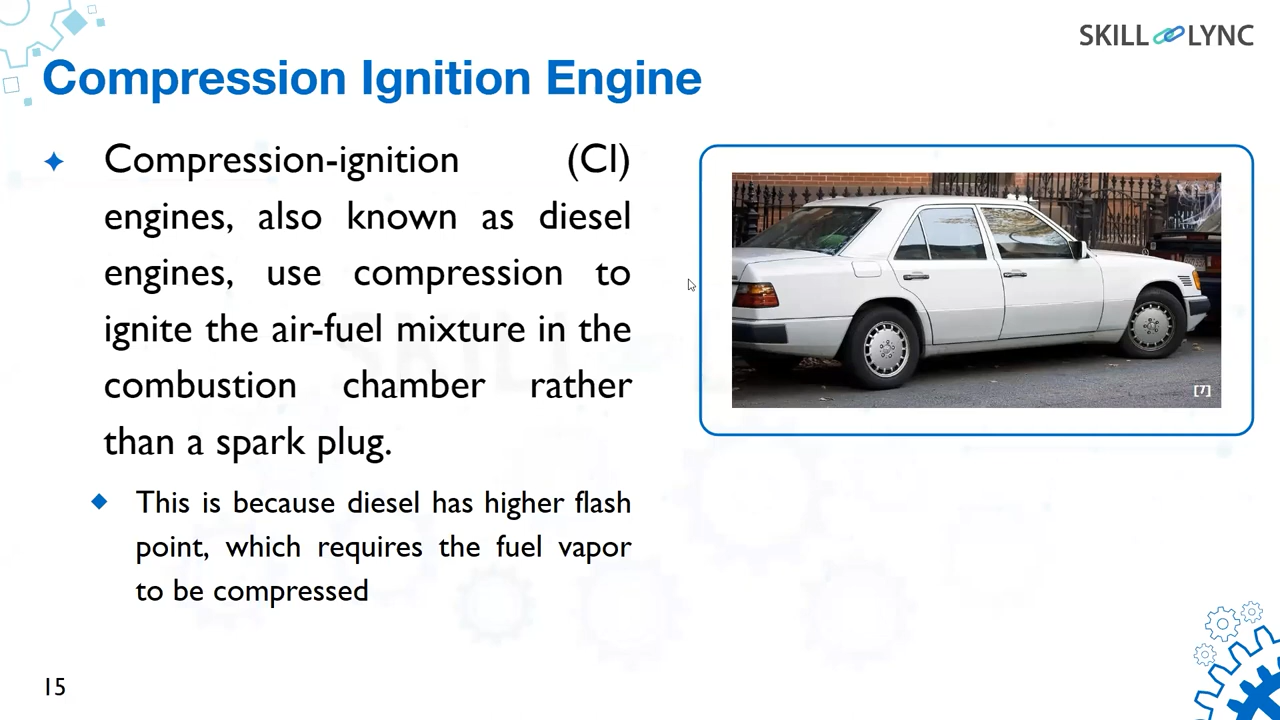 SKILL LYNC
Compression Ignition Engine
Compression-ignition (CI)
engines, also known as diesel
engines, use compression to
ignite the air-fuel mixture in the
combustion chamber rather
than a spark plug.
This is because diesel has higher flash
point, which requires the fuel vapor
to be compressed
[7]
15